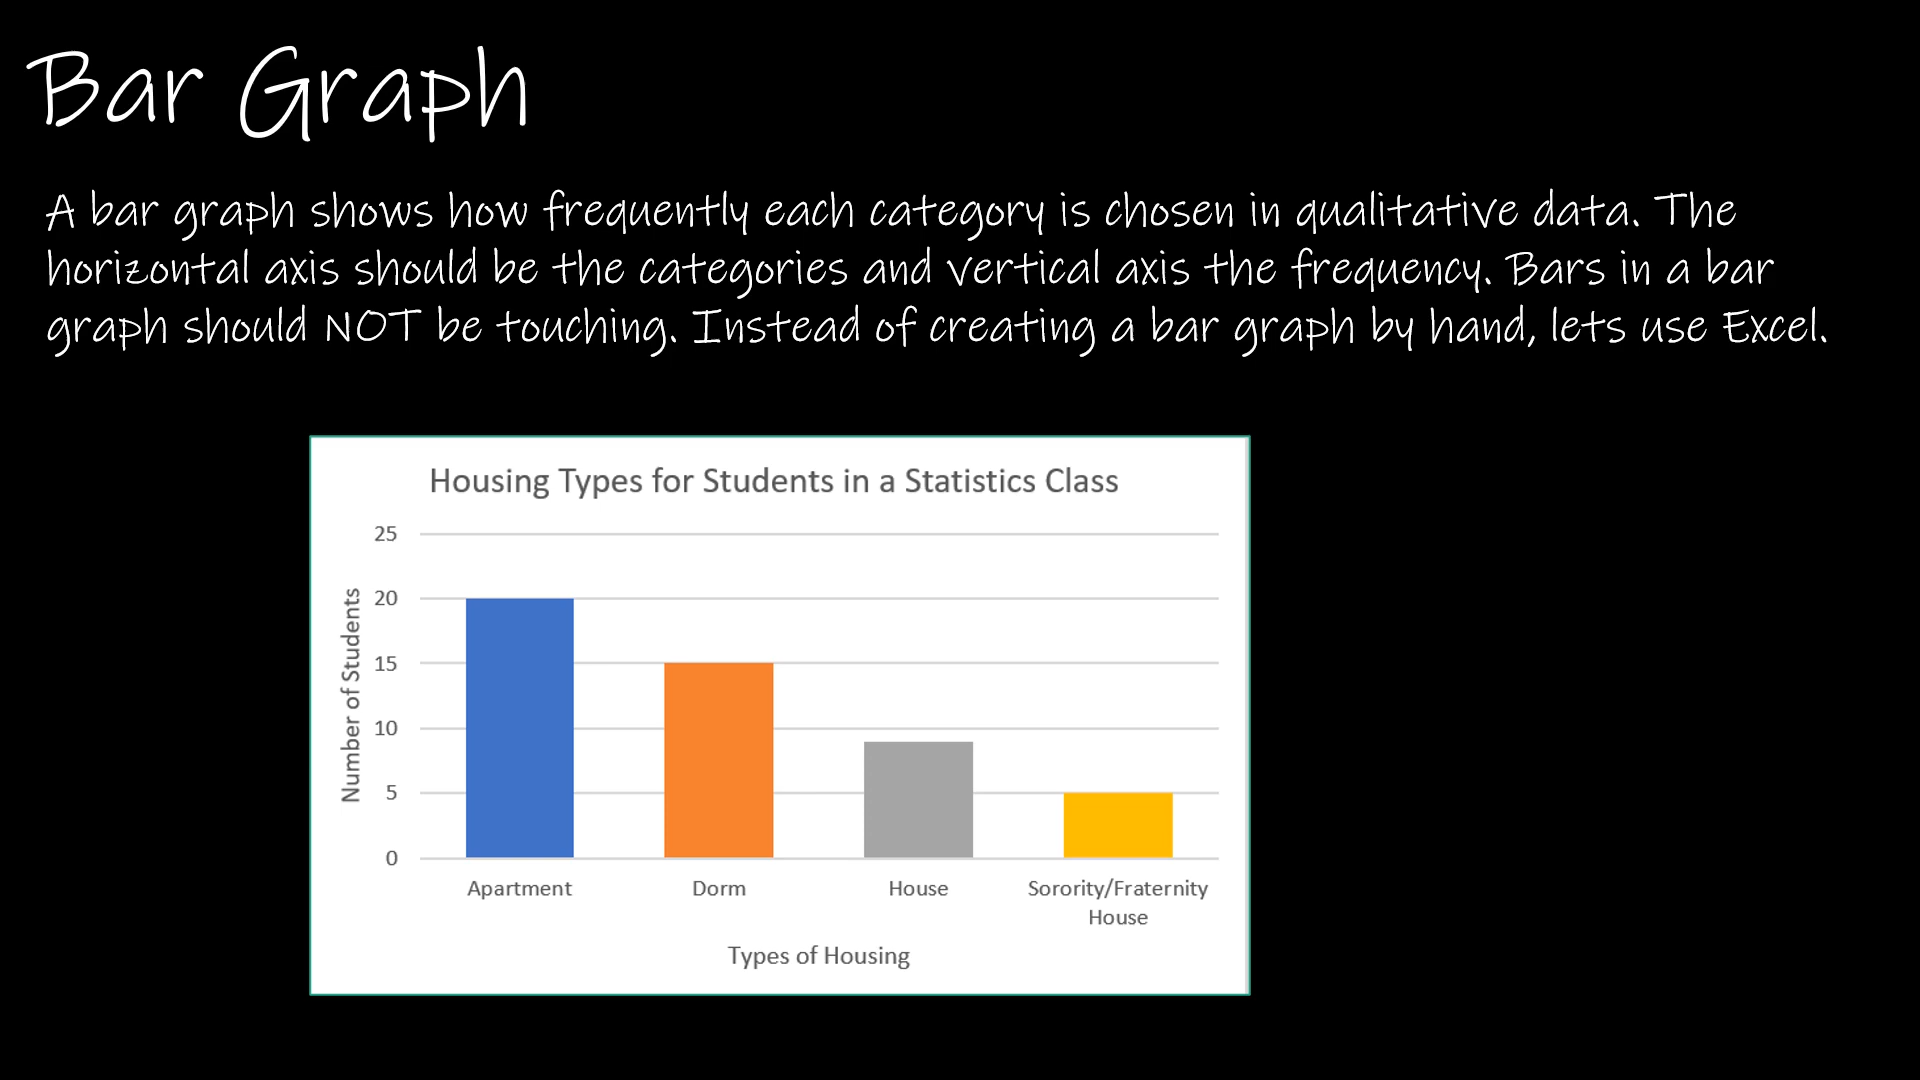 Bar Graph
A bar graph shows how frequently each category is chosen in qualitative data. The
horizontal axis should be the categories and vertical axis the frequency. Bars in a bar
graph should NOT be touching. Instead of creating a bar graph by hand, lets use Excel.
Housing Types for Students in a Statistics Class
25
20
15
10
5
0
Number of Students
Apartment
Dorm
House
Sorority/Fraternity
House
Types of Housing